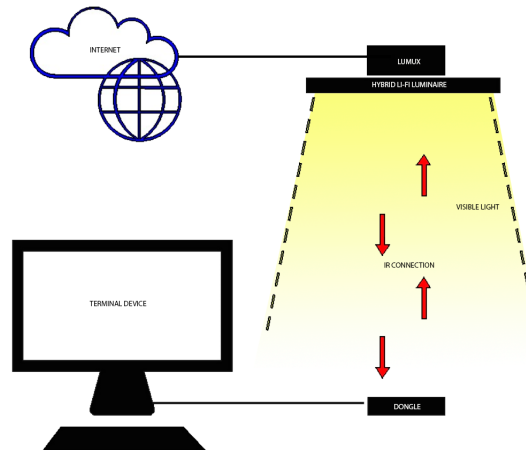 INTERNET
LUMUX
HYBRID LI-FI LUMINAIRE
VISIBLE LIGHT
IR CONNECTION
TERMINAL DEVICE
DONGLE